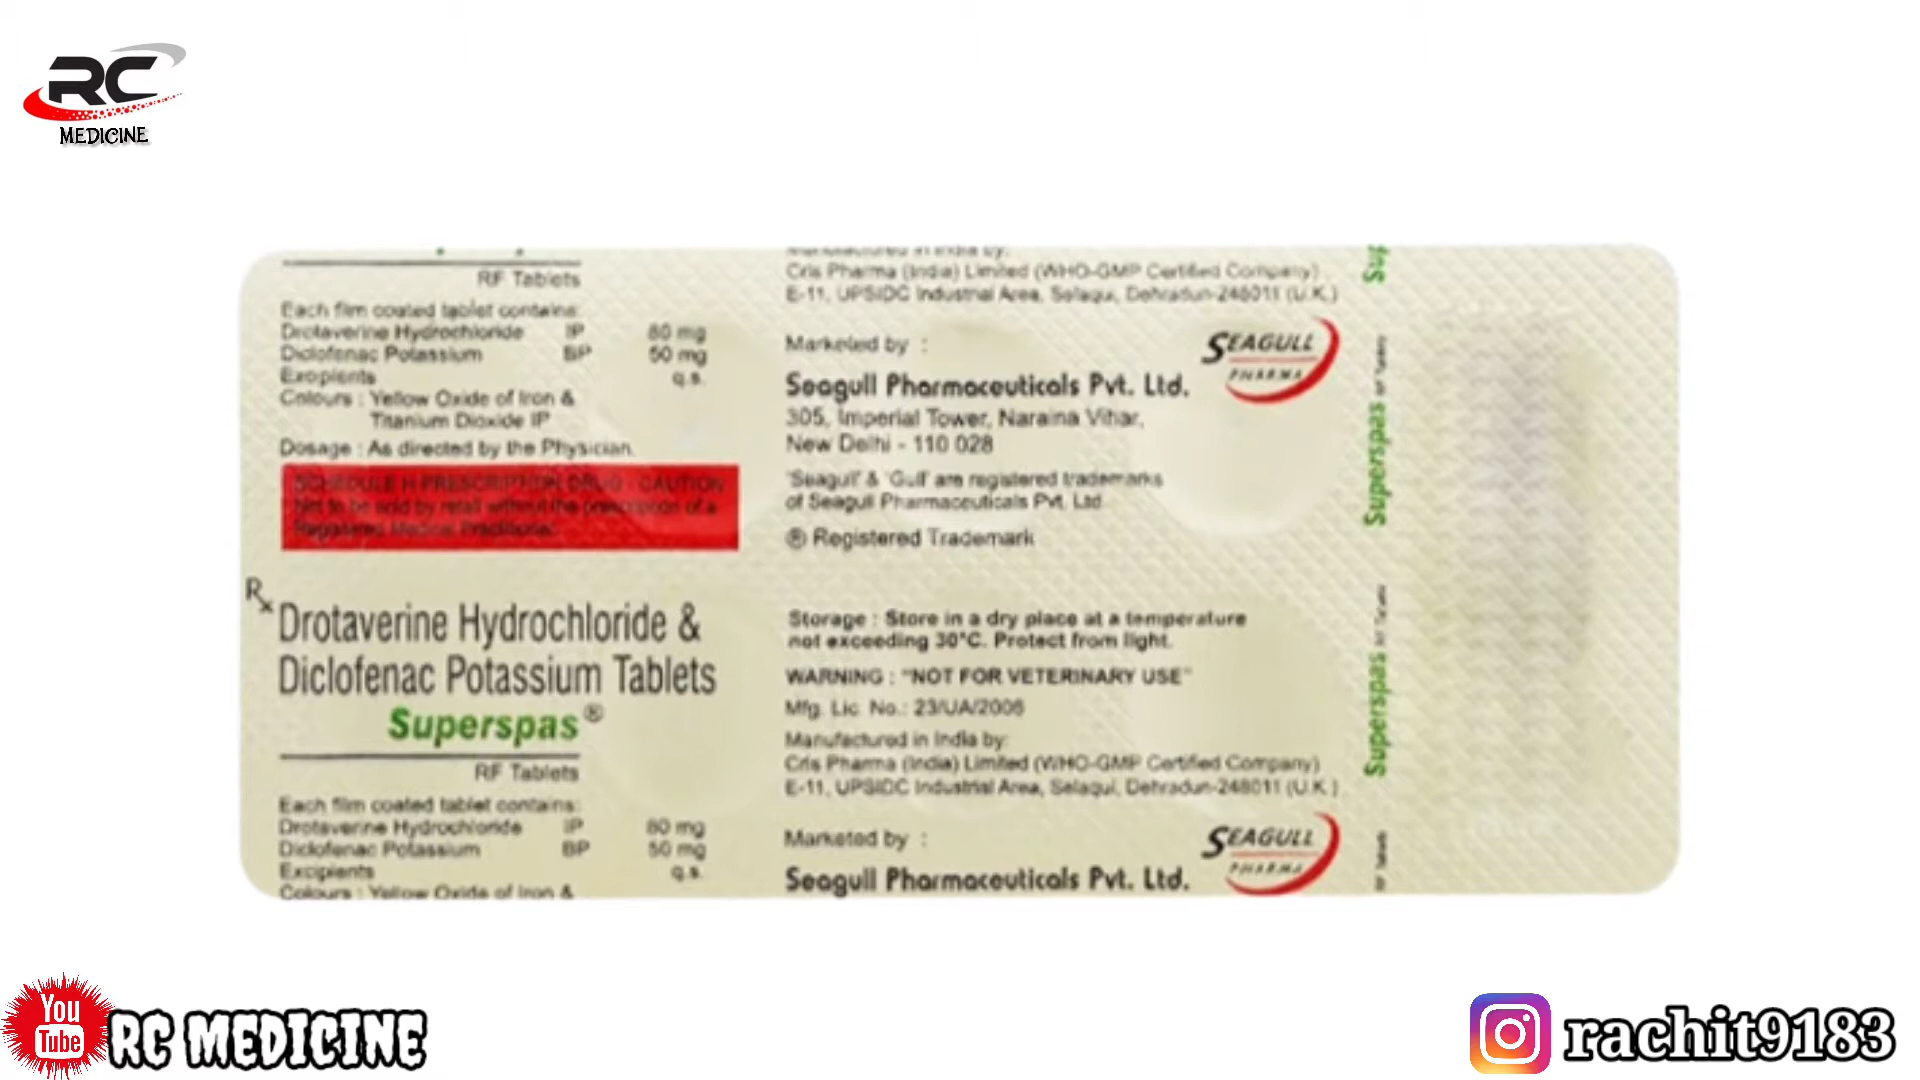 RC
MEDICINE
RF Tablets
Each film coated tablet contains:
Drotaverine Hydrochloride IP 80 mg
Diclofenac Potassium BP 50 mg
Excipients q.s.
Colours : Yellow Oxide of Iron &
Titanium Dioxide IP
Dosage : As directed by the Physician.
SCHEDULE H PRESCRIPTION DRUG - CAUTION
Not to be sold by retail without the prescription of a
Registered Medical Practitioner.
Rx
Drotaverine Hydrochloride &
Diclofenac Potassium Tablets
Superspas®
RF Tablets
Each film coated tablet contains:
Drotaverine Hydrochloride IP 80 mg
Diclofenac Potassium BP 50 mg
Excipients q.s.
Colours : Yellow Oxide of Iron &
Manufactured in India by:
Cris Pharma (India) Limited (WHO-GMP Certified Company)
E-11, UPSIDC Industrial Area, Selaqui, Dehradun-248011 (U.K.)
Marketed by :
SEAGULL
PHARMA
Seagull Pharmaceuticals Pvt. Ltd.
305, Imperial Tower, Naraina Vihar,
New Delhi - 110 028
'Seagull' & 'Gull' are registered trademarks
of Seagull Pharmaceuticals Pvt. Ltd.
® Registered Trademark
Storage : Store in a dry place at a temperature
not exceeding 30°C. Protect from light.
WARNING : "NOT FOR VETERINARY USE"
Mfg. Lic. No.: 23/UA/2006
Manufactured in India by:
Cris Pharma (India) Limited (WHO-GMP Certified Company)
E-11, UPSIDC Industrial Area, Selaqui, Dehradun-248011 (U.K.)
Marketed by :
SEAGULL
PHARMA
Seagull Pharmaceuticals Pvt. Ltd.
Sup
Superspas RF Tablets
Superspas RF Tablets
RF Tablets
You
Tube
RC MEDICINE
rachit9183